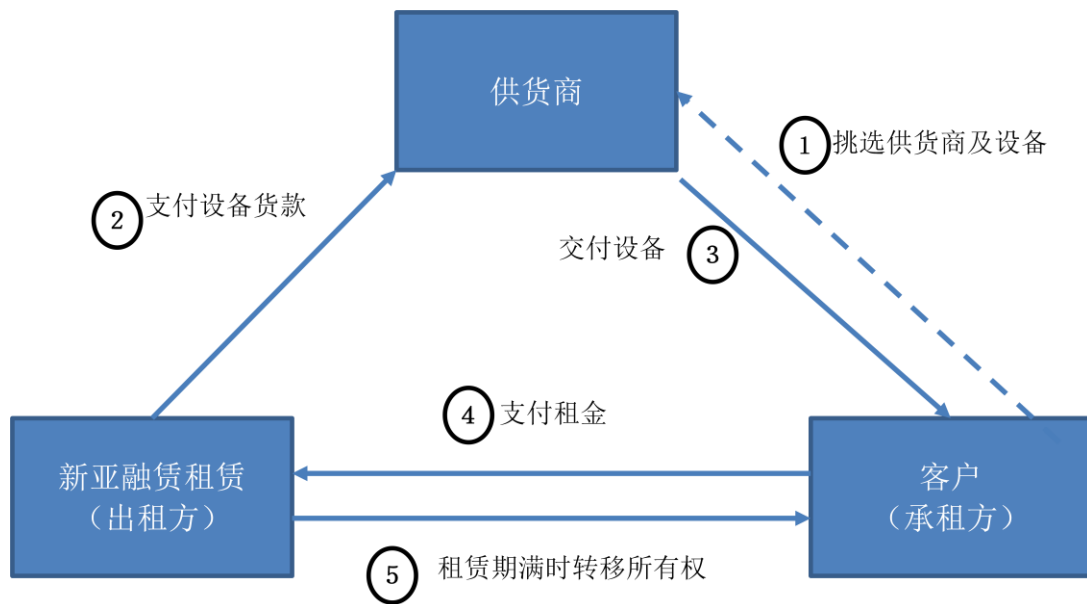 供货商
1 挑选供货商及设备
2 支付设备货款
交付设备 3
4 支付租金
新亚融赁租赁
（出租方）
客户
（承租方）
5 租赁期满时转移所有权